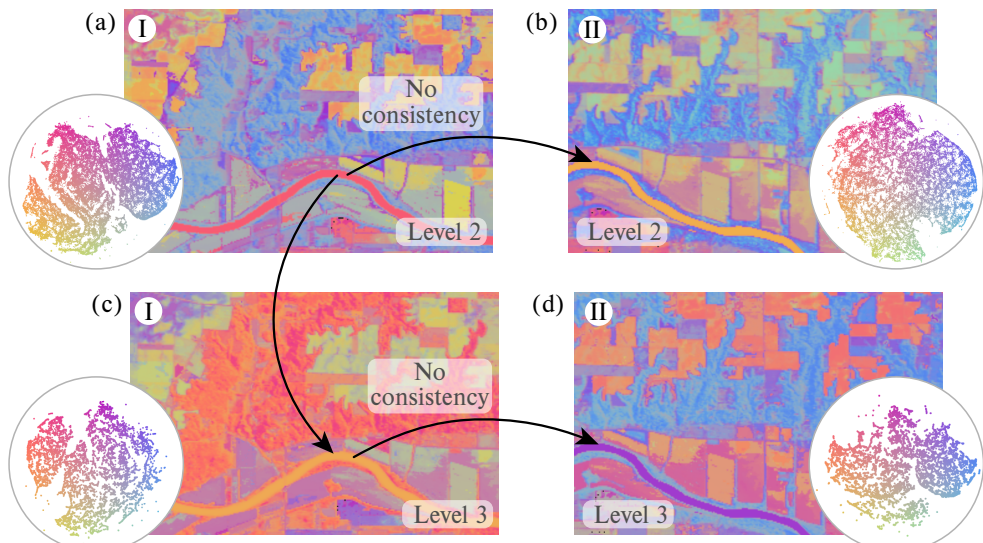 (a) I
(b) II
No
consistency
Level 2
Level 2
(c) I
(d) II
No
consistency
Level 3
Level 3